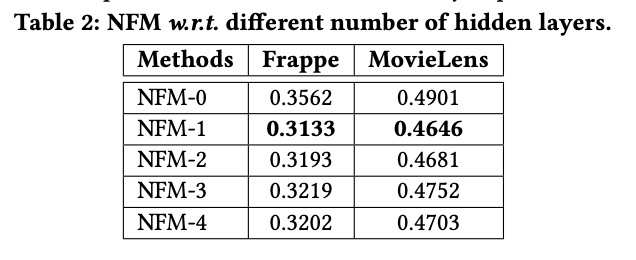 Table 2: NFM w.r.t. different number of hidden layers.
Methods Frappe MovieLens
NFM-0 0.3562 0.4901
NFM-1 0.3133 0.4646
NFM-2 0.3193 0.4681
NFM-3 0.3219 0.4752
NFM-4 0.3202 0.4703